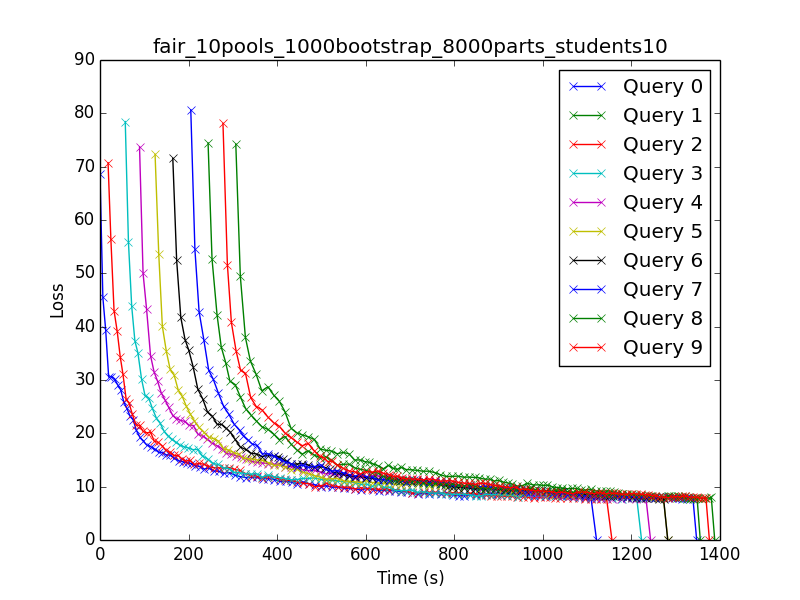 fair_10pools_1000bootstrap_8000parts_students10
90
80
70
60
50
40
30
20
10
0
Loss
Query 0
Query 1
Query 2
Query 3
Query 4
Query 5
Query 6
Query 7
Query 8
Query 9
0 200 400 600 800 1000 1200 1400
Time (s)